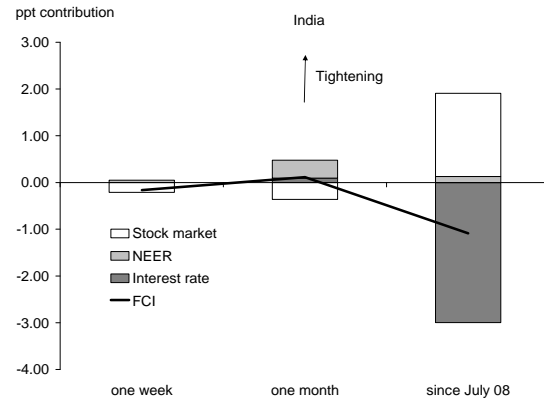 ppt contribution
India
3.00
Tightening
2.00
1.00
0.00
-1.00
Stock market
NEER
-2.00
Interest rate
FCI
-3.00
-4.00
one week one month since July 08